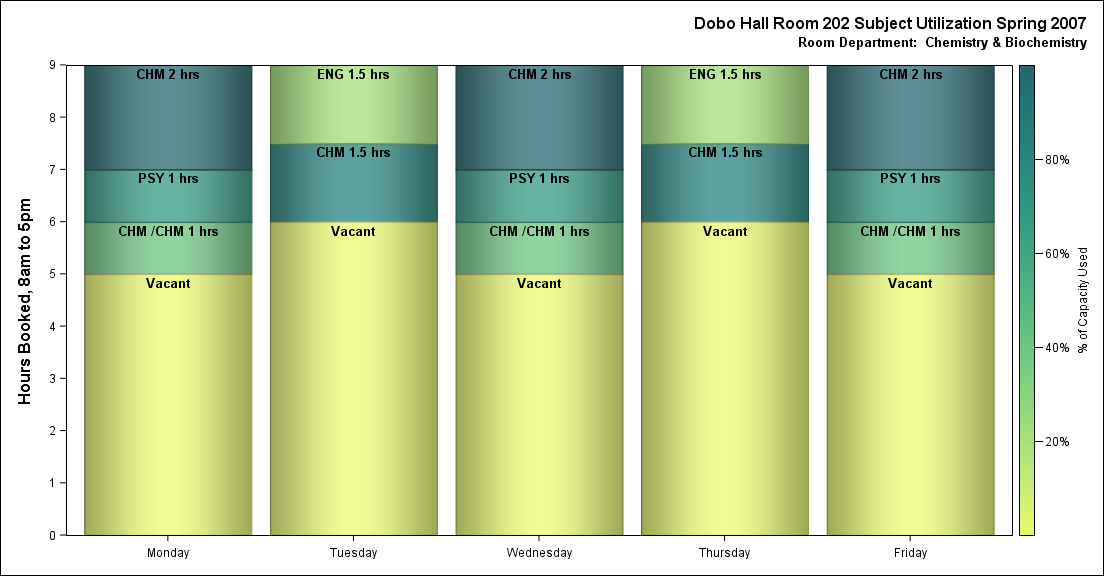 Dobo Hall Room 202 Subject Utilization Spring 2007
Room Department:  Chemistry & Biochemistry
Hours Booked, 8am to 5pm
9
8
7
6
5
4
3
2
1
0
CHM 2 hrs
PSY 1 hrs
CHM /CHM 1 hrs
Vacant
ENG 1.5 hrs
CHM 1.5 hrs
Vacant
CHM 2 hrs
PSY 1 hrs
CHM /CHM 1 hrs
Vacant
ENG 1.5 hrs
CHM 1.5 hrs
Vacant
CHM 2 hrs
PSY 1 hrs
CHM /CHM 1 hrs
Vacant
Monday
Tuesday
Wednesday
Thursday
Friday
80%
60%
40%
20%
% of Capacity Used